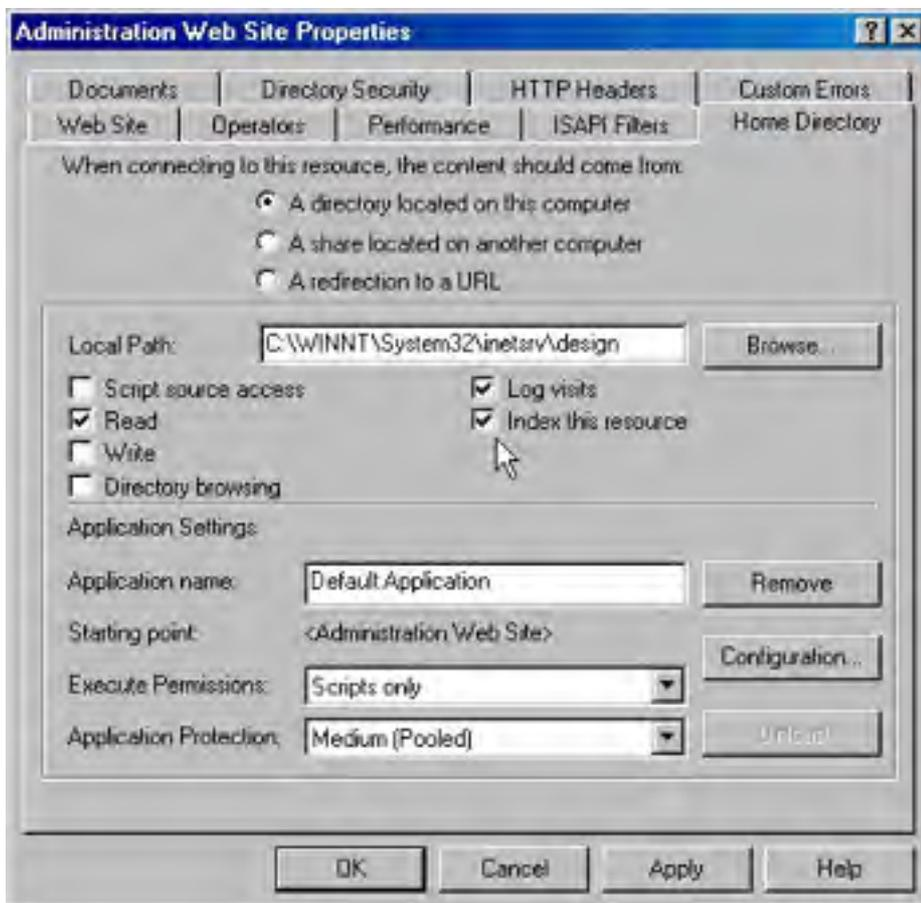 Administration Web Site Properties
Documents Directory Security HTTP Headers Custom Errors
Web Site Operators Performance ISAPI Filters Home Directory
When connecting to this resource, the content should come from:
A directory located on this computer
A share located on another computer
A redirection to a URL
Local Path: C:\WINNT\System32\inetsrv\design Browse...
Script source access Log visits
Read Index this resource
Write
Directory browsing
Application Settings
Application name: Default Application Remove
Starting point: <Administration Web Site>
Configuration...
Execute Permissions: Scripts only
Application Protection: Medium (Pooled) Unload
OK Cancel Apply Help